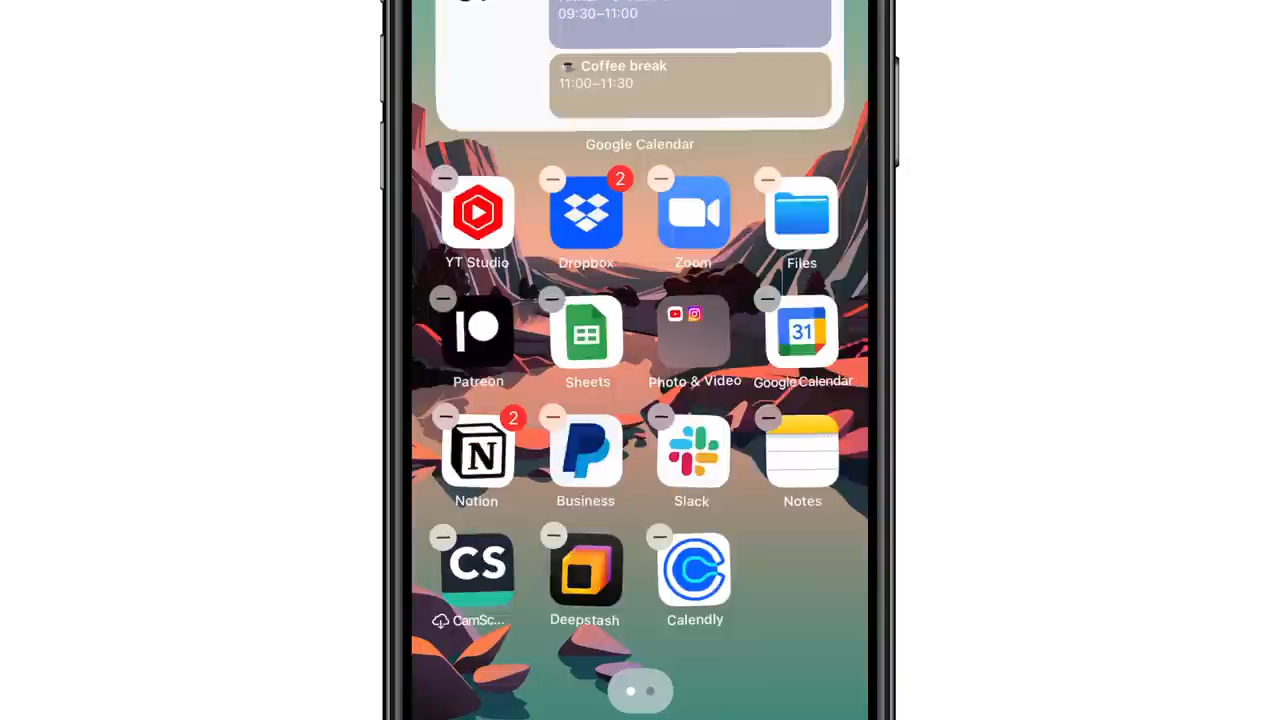 09:30–11:00
☕ Coffee break
11:00–11:30
Google Calendar
2
YT Studio
Dropbox
Zoom
Files
31
Patreon
Sheets
Photo & Video
Google Calendar
2
N
Notion
Business
Slack
Notes
CS
CamSc...
Deepstash
Calendly